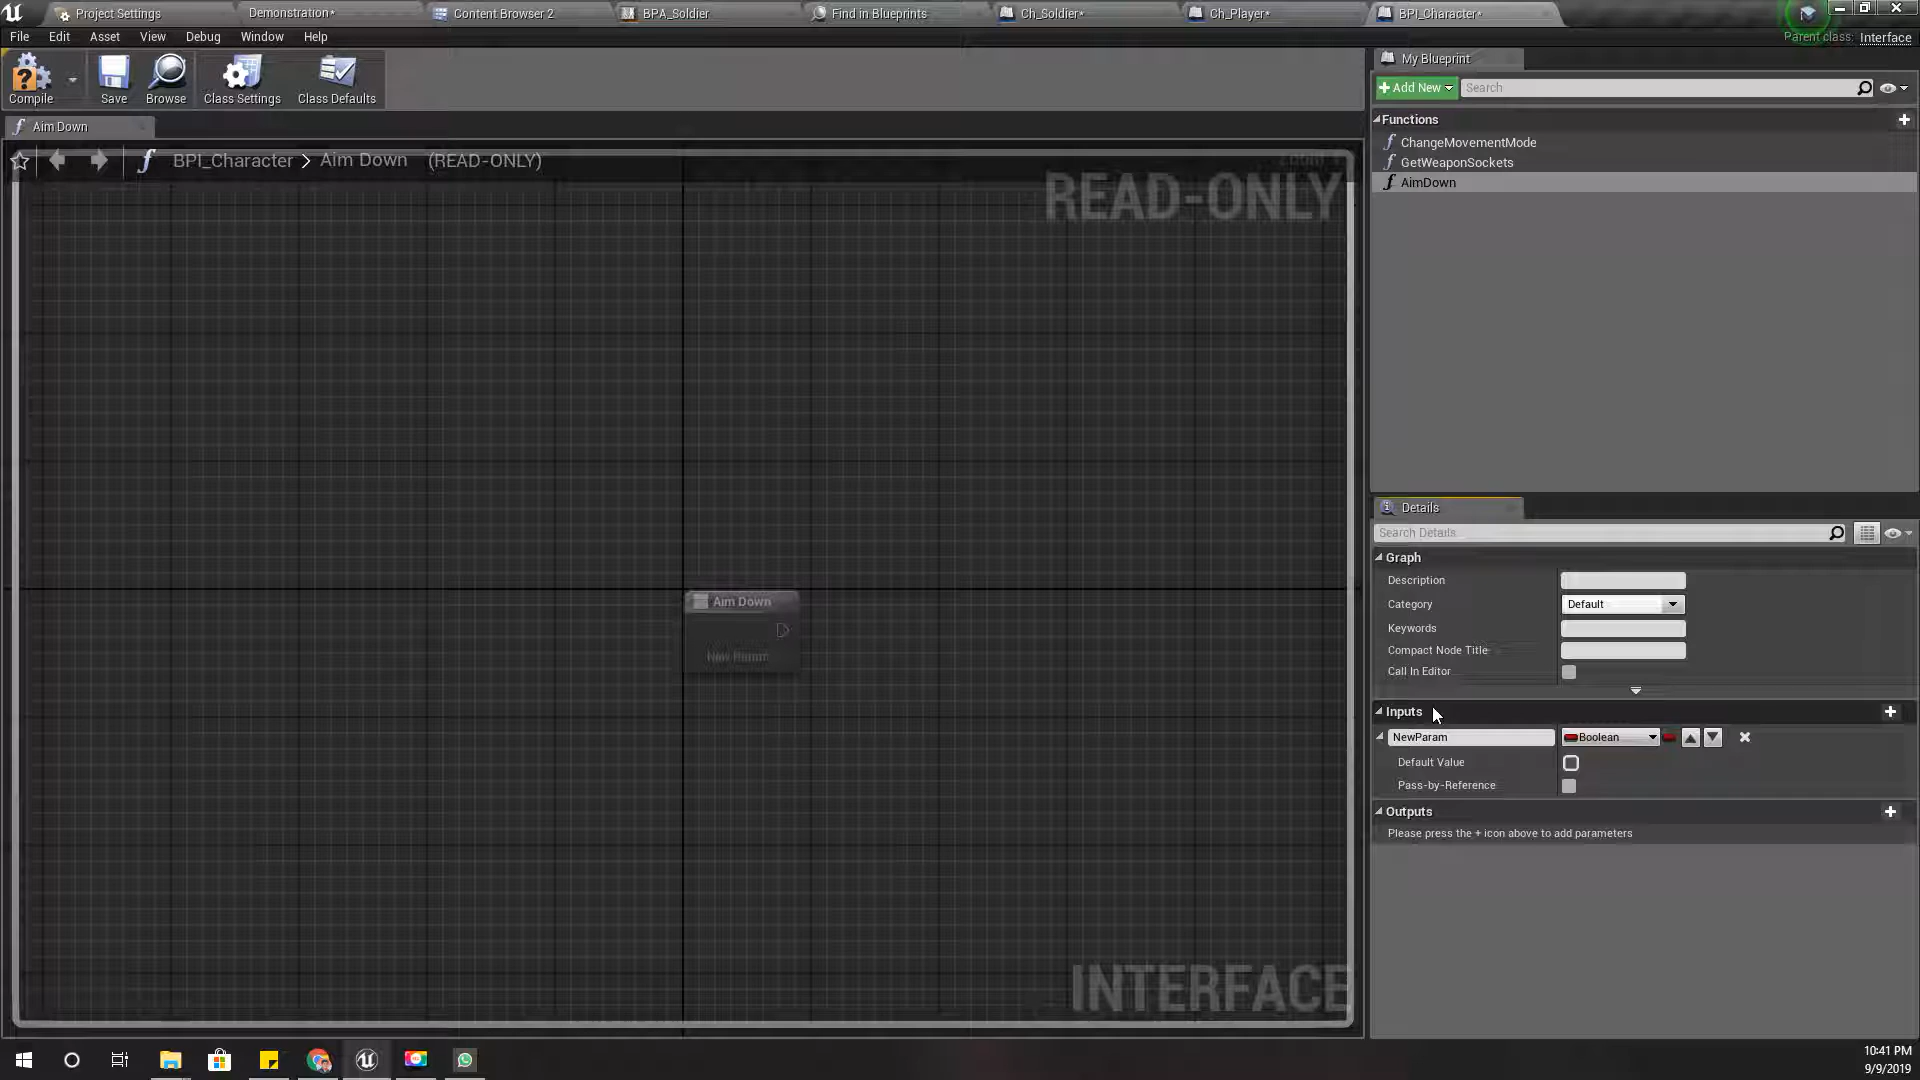 Project Settings
Demonstration*
Content Browser 2
BPA_Soldier
Find in Blueprints
Ch_Soldier*
Ch_Player*
BPI_Character*
File Edit Asset View Debug Window Help
Parent class: Interface
Compile
Save
Browse
Class Settings
Class Defaults
My Blueprint
+ Add New
Search
Aim Down
BPI_Character > Aim Down (READ-ONLY)
READ-ONLY
Functions
ChangeMovementMode
GetWeaponSockets
AimDown
Aim Down
New Param
INTERFACE
Details
Search Details
Graph
Description
Category
Default
Keywords
Compact Node Title
Call In Editor
Inputs
NewParam
Boolean
Default Value
Pass-by-Reference
Outputs
Please press the + icon above to add parameters
10:41 PM
9/9/2019